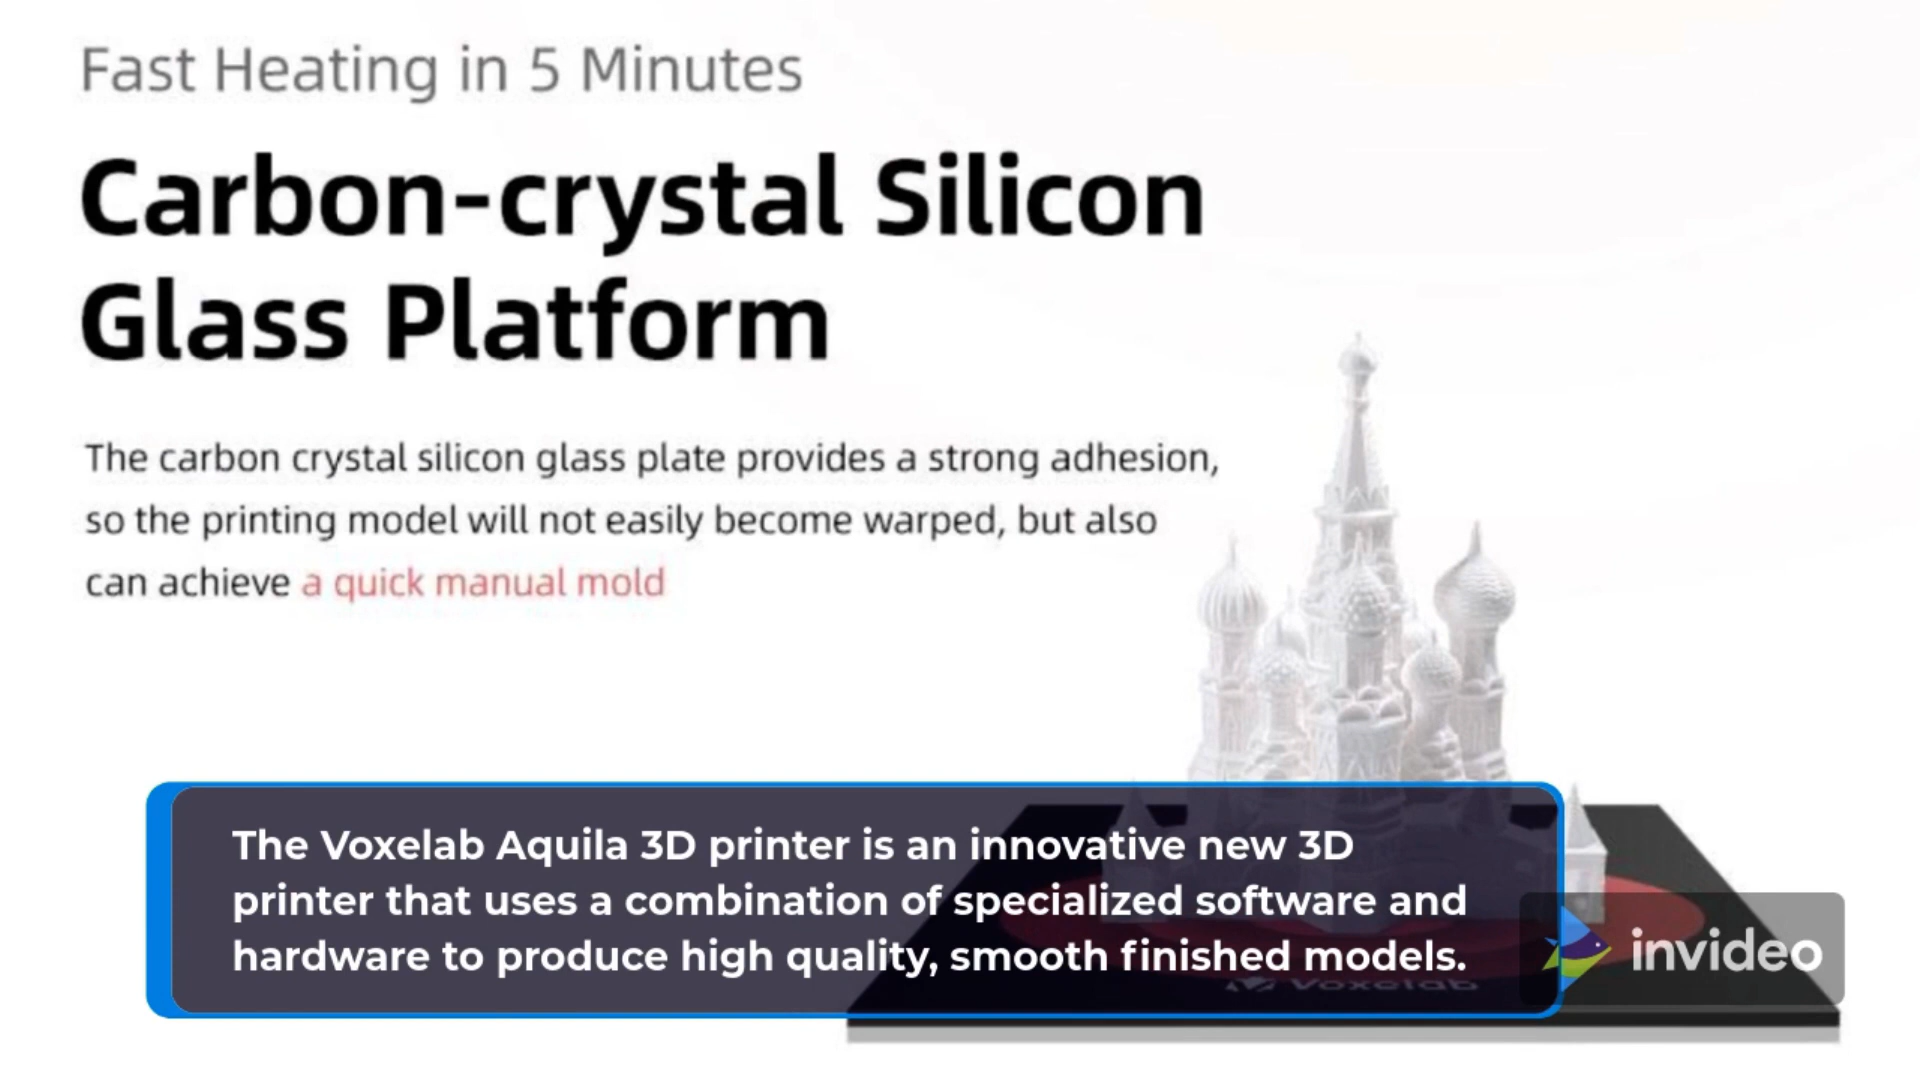 Fast Heating in 5 Minutes
Carbon-crystal Silicon
Glass Platform
The carbon crystal silicon glass plate provides a strong adhesion,
so the printing model will not easily become warped, but also
can achieve a quick manual mold
The Voxelab Aquila 3D printer is an innovative new 3D
printer that uses a combination of specialized software and
hardware to produce high quality, smooth finished models.
invideo
Voxelab